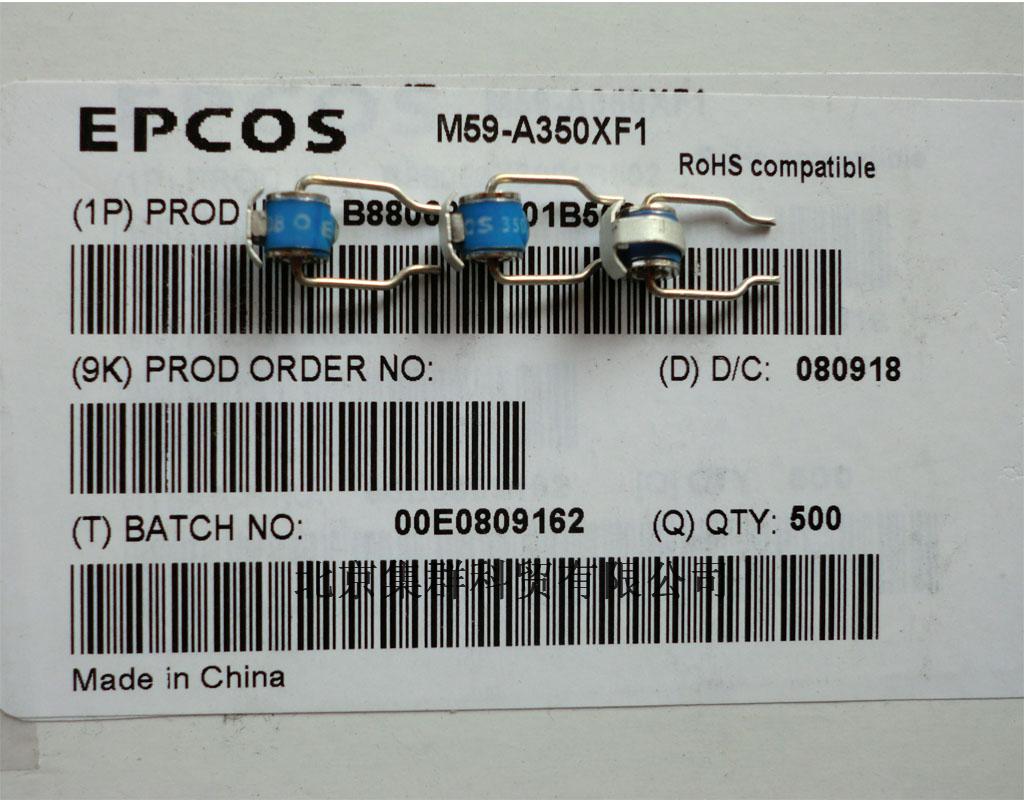 EPCOS M59-A350XF1
RoHS compatible
(1P) PROD
(9K) PROD ORDER NO: (D) D/C: 080918
(T) BATCH NO: 00E0809162 (Q) QTY: 500
北京集群科贸有限公司
Made in China